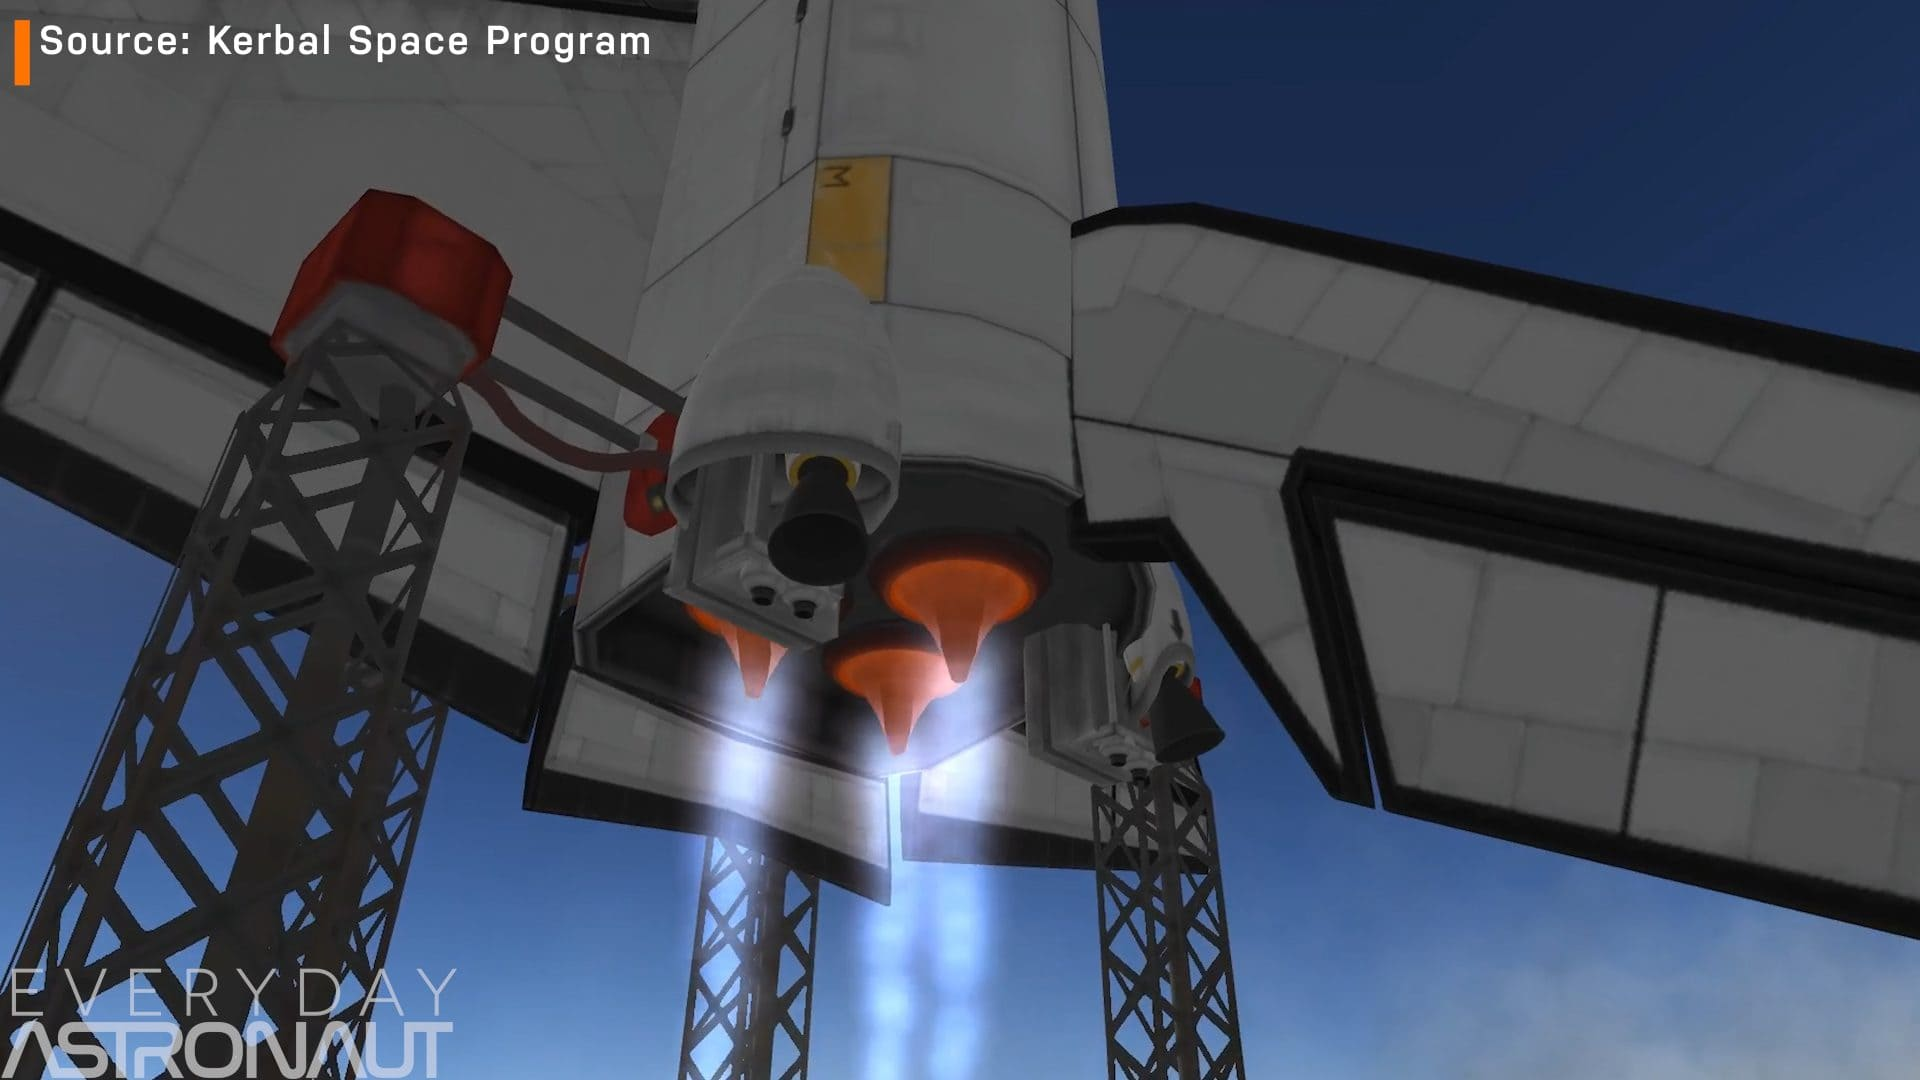 Source: Kerbal Space Program
M
EVERYDAY
ASTRONAUT